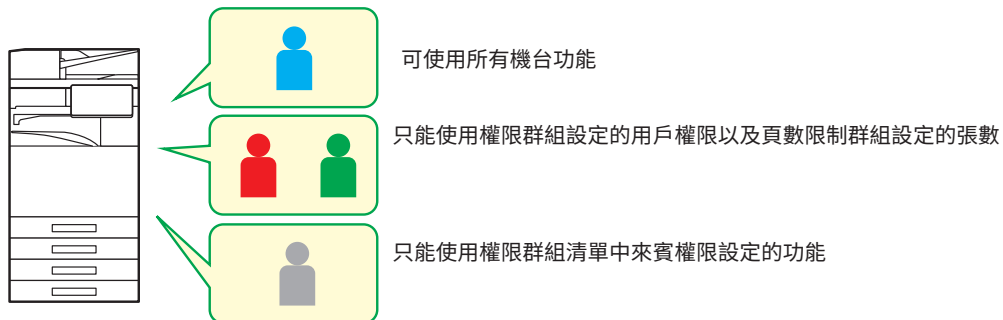 可使用所有機台功能
只能使用權限群組設定的用戶權限以及頁數限制群組設定的張數
只能使用權限群組清單中來賓權限設定的功能